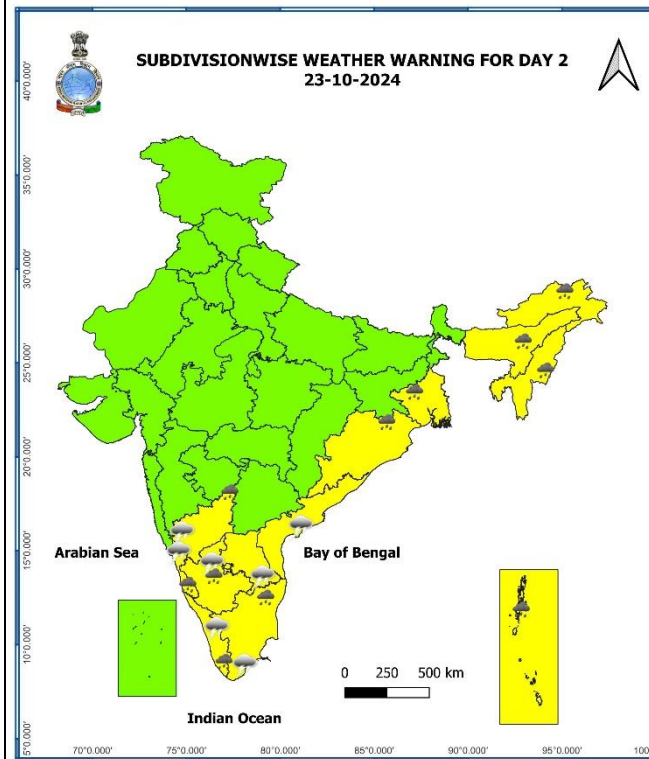 SUBDIVISIONWISE WEATHER WARNING FOR DAY 2
23-10-2024
40°0.000'
35°0.000'
30°0.000'
25°0.000'
20°0.000'
15°0.000'
10°0.000'
5°0.000'
Arabian Sea
Bay of Bengal
0 250 500 km
Indian Ocean
70°0.000' 75°0.000' 80°0.000' 85°0.000' 90°0.000' 95°0.000' 100